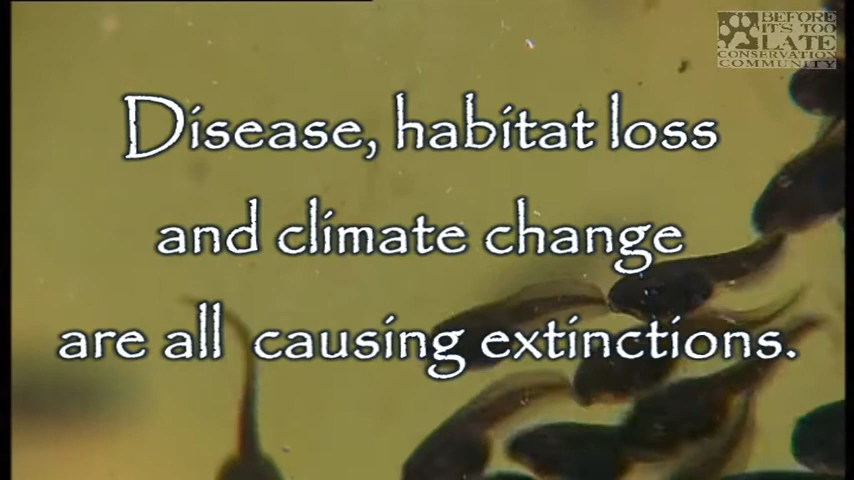 BEFORE
IT'S TOO
LATE
CONSERVATION
COMMUNITY
Disease, habitat loss
and climate change
are all causing extinctions.